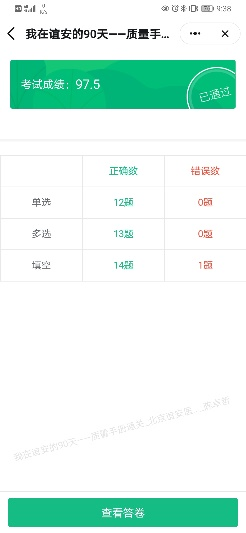 9:38
我在谊安的90天——质量手...
考试成绩：97.5
已通过
正确数 错误数
单选 12题 0题
多选 13题 0题
填空 14题 1题
查看答卷